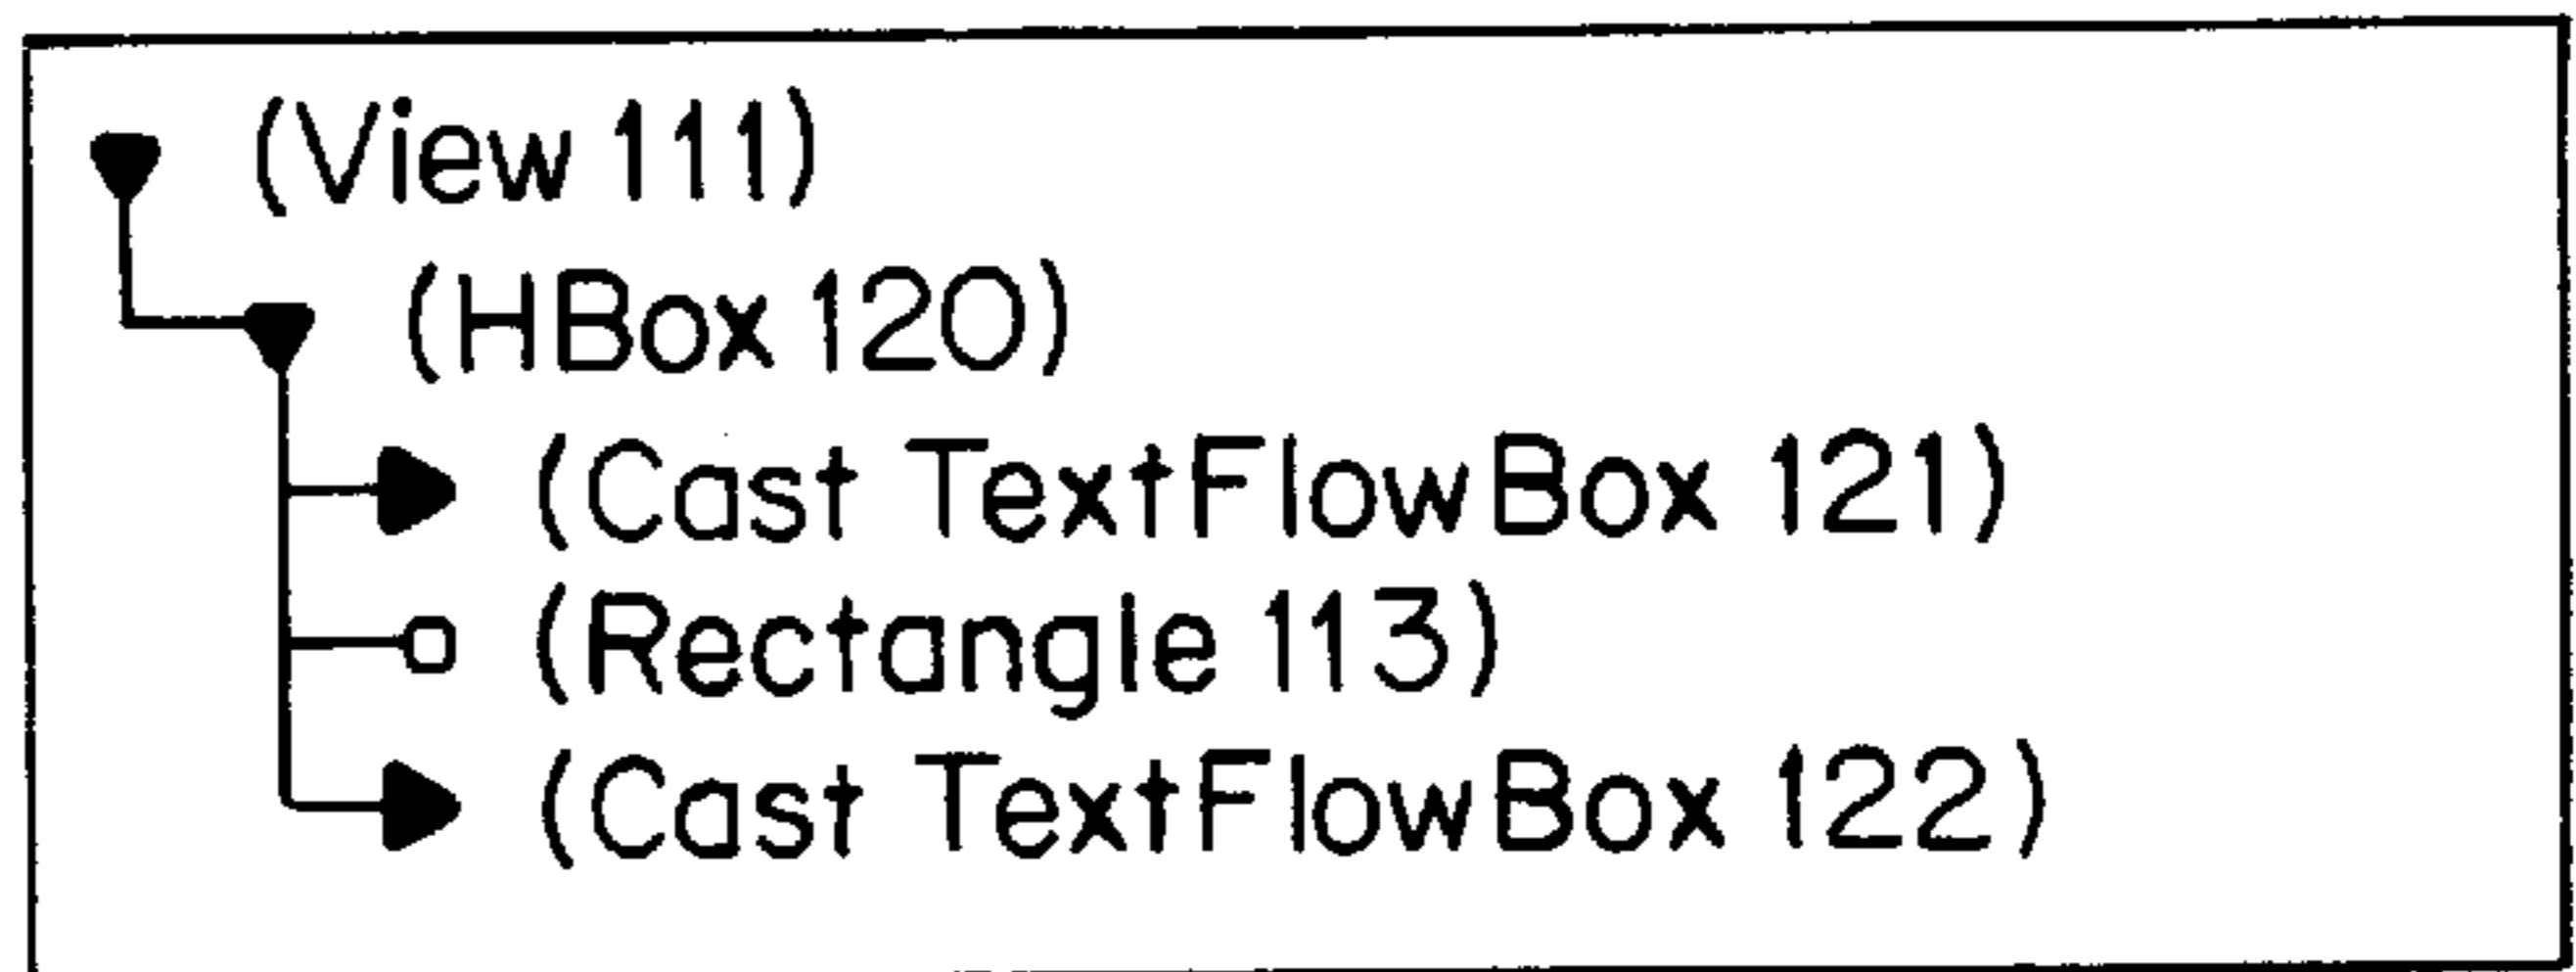 (View 111)
(HBox 120)
(Cast TextFlowBox 121)
(Rectangle 113)
(Cast TextFlowBox 122)